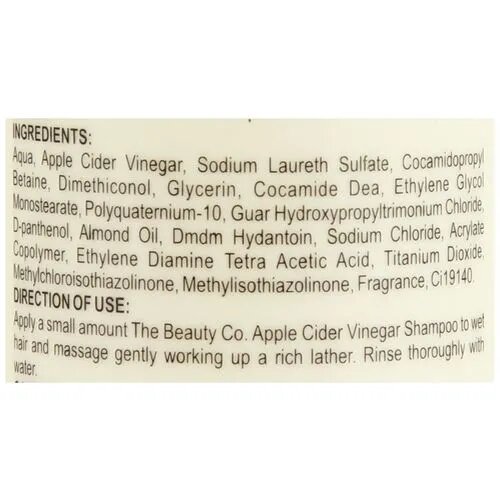 INGREDIENTS:
Aqua, Apple Cider Vinegar, Sodium Laureth Sulfate, Cocamidopropyl
Betaine, Dimethiconol, Glycerin, Cocamide Dea, Ethylene Glycol
Monostearate, Polyquaternium-10, Guar Hydroxypropyltrimonium Chloride,
D-panthenol, Almond Oil, Dmdm Hydantoin, Sodium Chloride, Acrylate
Copolymer, Ethylene Diamine Tetra Acetic Acid, Titanium Dioxide,
Methylchloroisothiazolinone, Methylisothiazolinone, Fragrance, Ci19140.
DIRECTION OF USE:
Apply a small amount The Beauty Co. Apple Cider Vinegar Shampoo to wet
hair and massage gently working up a rich lather. Rinse thoroughly with
water.